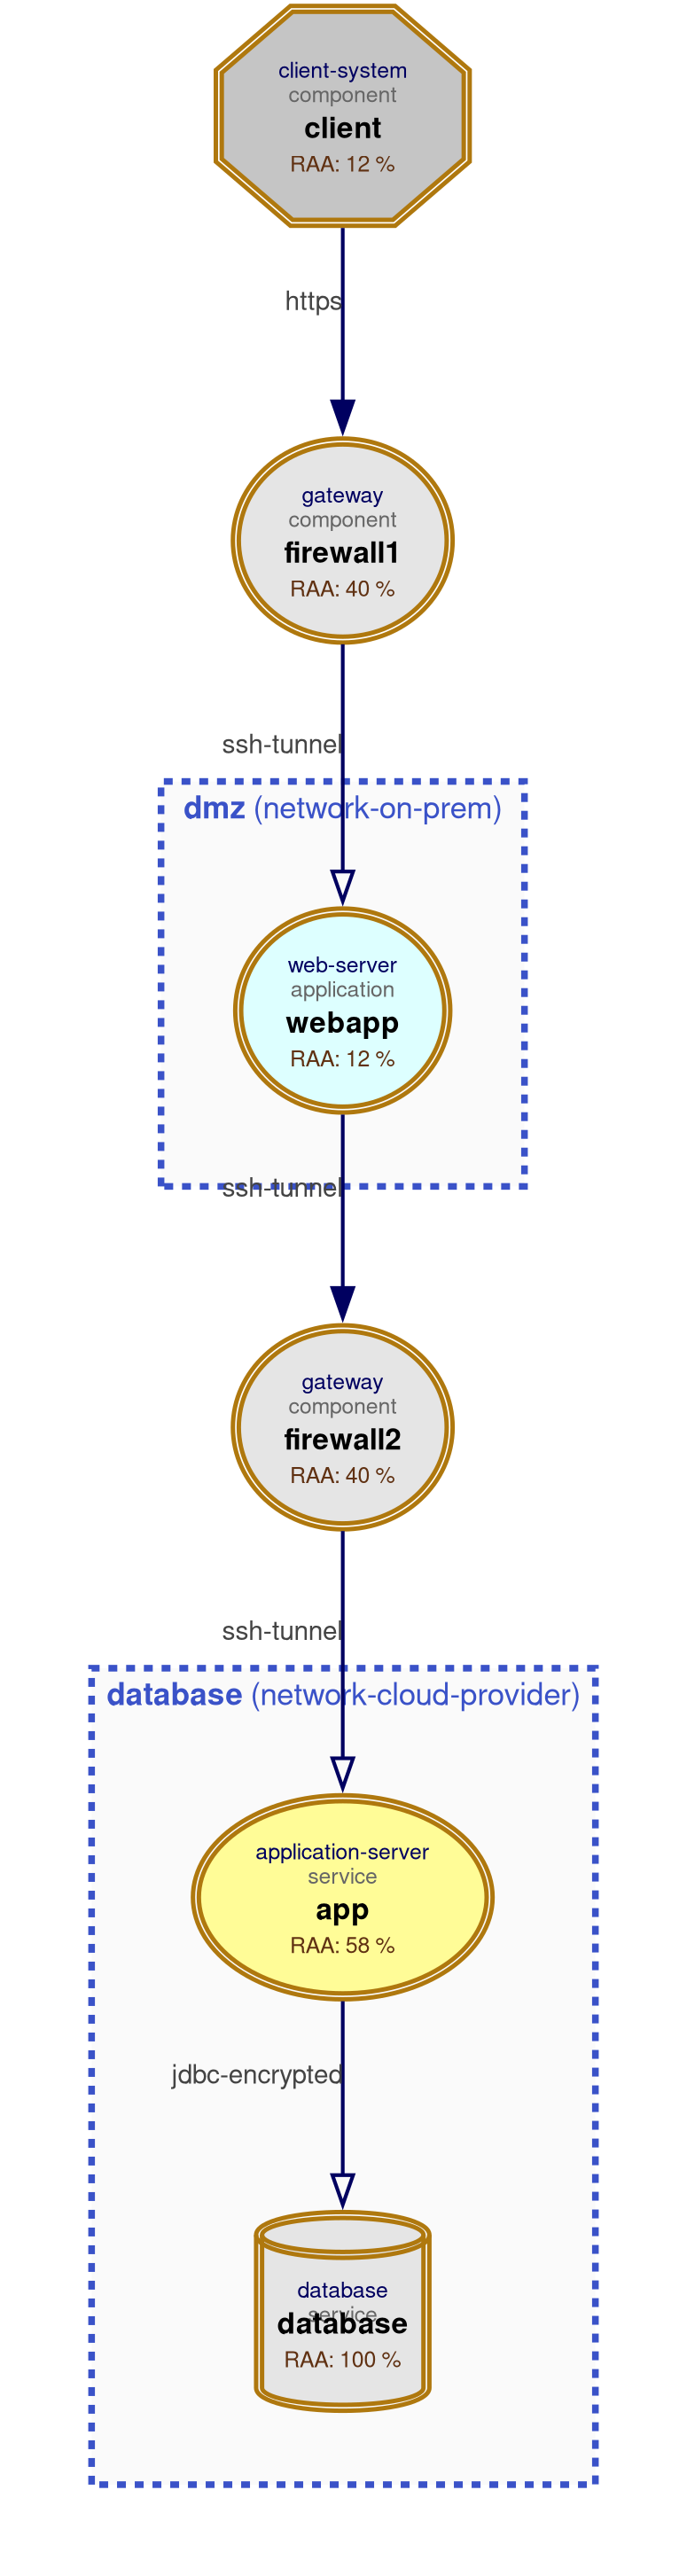 client-system
component
client
RAA: 12 %
https
gateway
component
firewall1
RAA: 40 %
ssh-tunnel
dmz (network-on-prem)
web-server
application
webapp
RAA: 12 %
ssh-tunnel
gateway
component
firewall2
RAA: 40 %
ssh-tunnel
database (network-cloud-provider)
application-server
service
app
RAA: 58 %
jdbc-encrypted
database
service
database
RAA: 100 %